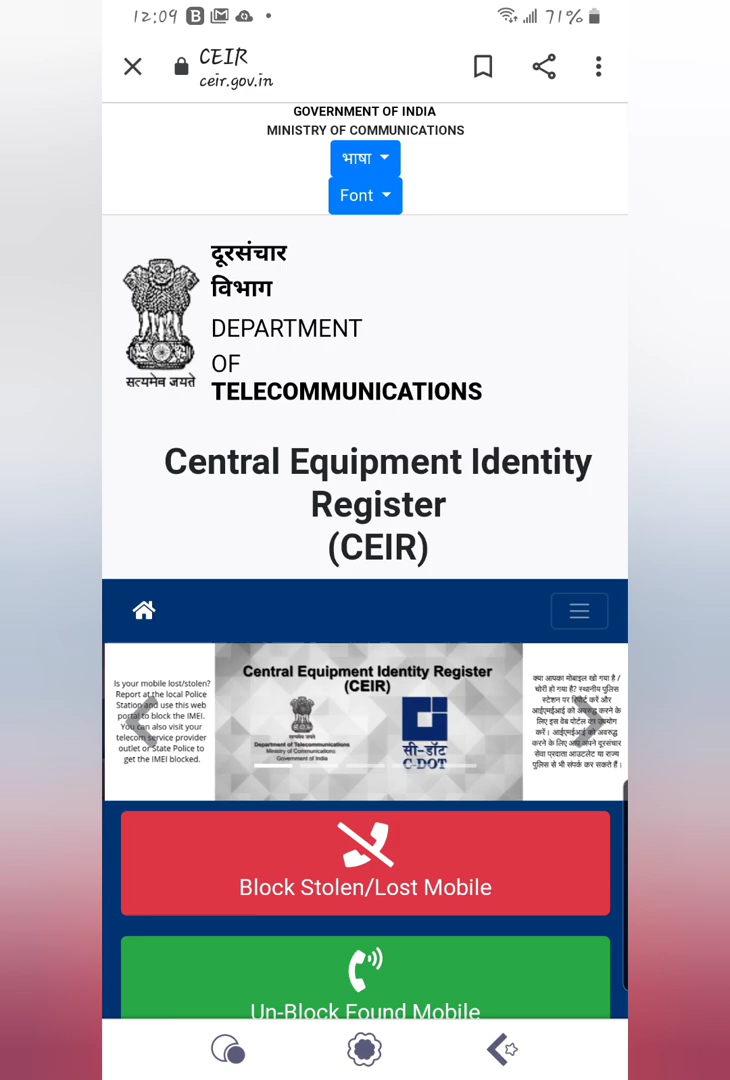 12:09
71%
CEIR
ceir.gov.in
GOVERNMENT OF INDIA
MINISTRY OF COMMUNICATIONS
भाषा
Font
दूरसंचार
विभाग
DEPARTMENT
OF
TELECOMMUNICATIONS
सत्यमेव जयते
Central Equipment Identity
Register
(CEIR)
Is your mobile lost/stolen?
Report at the local Police
Station and use this web
portal to block the IMEI.
You can also visit your
telecom service provider
outlet or State Police to
get the IMEI blocked.
Central Equipment Identity Register
(CEIR)
Department of Telecommunications
Ministry of Communications
Government of India
सी-डॉट
C-DOT
क्या आपका मोबाइल खो गया है /
चोरी हो गया है? स्थानीय पुलिस
स्टेशन पर रिपोर्ट करें और
आईएमईआई को अवरुद्ध करने के
लिए इस वेब पोर्टल का उपयोग
करें। आईएमईआई को अवरुद्ध
करने के लिए आप अपने दूरसंचार
सेवा प्रदाता आउटलेट या राज्य
पुलिस से भी संपर्क कर सकते हैं।
Block Stolen/Lost Mobile
Un-Block Found Mobile